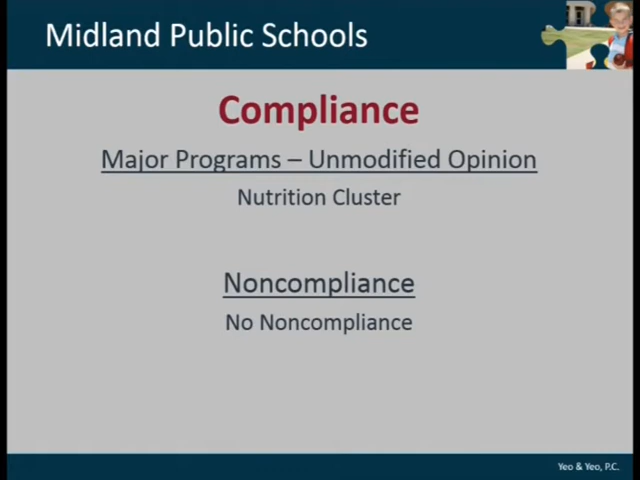 Midland Public Schools
Compliance
Major Programs – Unmodified Opinion
Nutrition Cluster
Noncompliance
No Noncompliance
Yeo & Yeo, P.C.